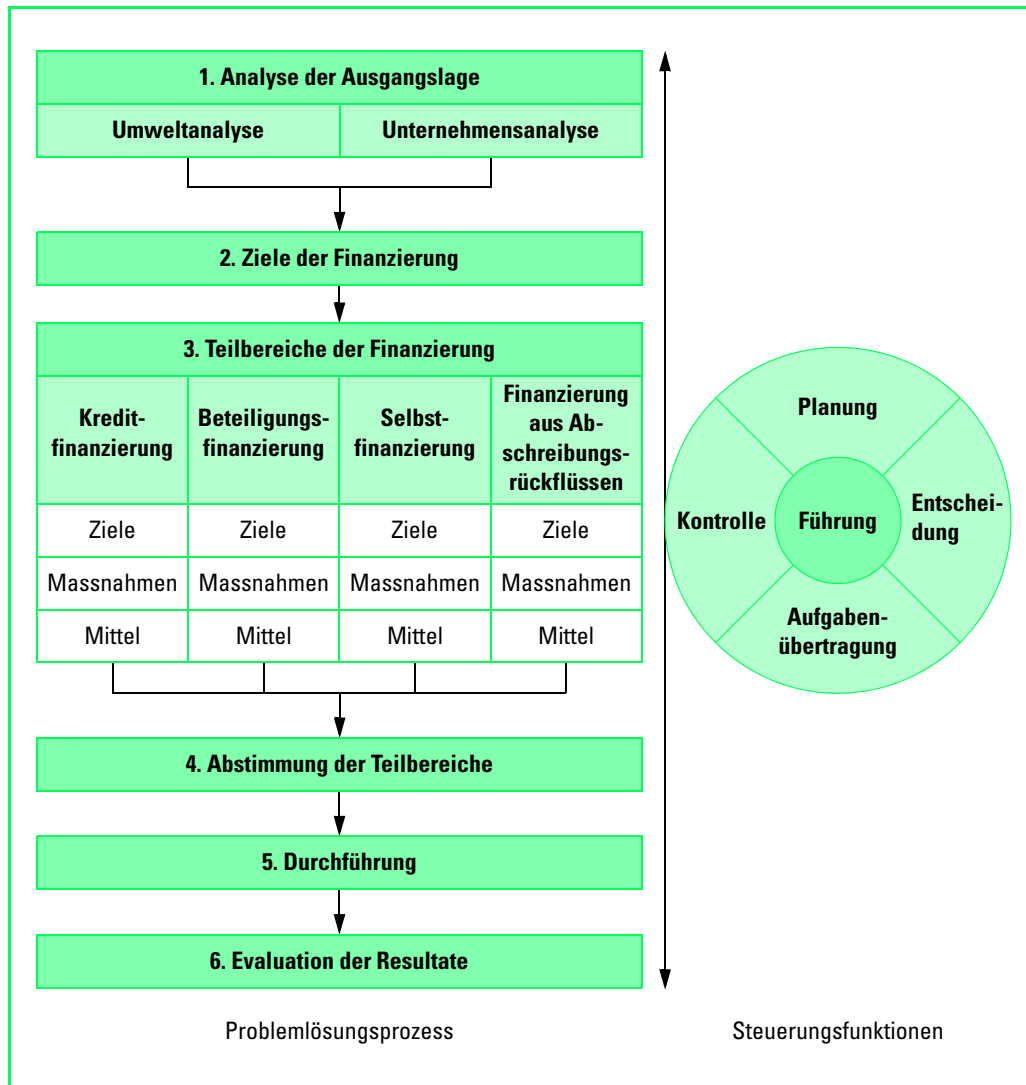 1. Analyse der Ausgangslage
Umweltanalyse
Unternehmensanalyse
2. Ziele der Finanzierung
3. Teilbereiche der Finanzierung
Kredit-
finanzierung
Beteiligungs-
finanzierung
Selbst-
finanzierung
Finanzierung
aus Ab-
schreibungs-
rückflüssen
Ziele
Ziele
Ziele
Ziele
Massnahmen
Massnahmen
Massnahmen
Massnahmen
Mittel
Mittel
Mittel
Mittel
4. Abstimmung der Teilbereiche
5. Durchführung
6. Evaluation der Resultate
Problemlösungsprozess
Planung
Kontrolle
Führung
Entschei-
dung
Aufgaben-
übertragung
Steuerungsfunktionen